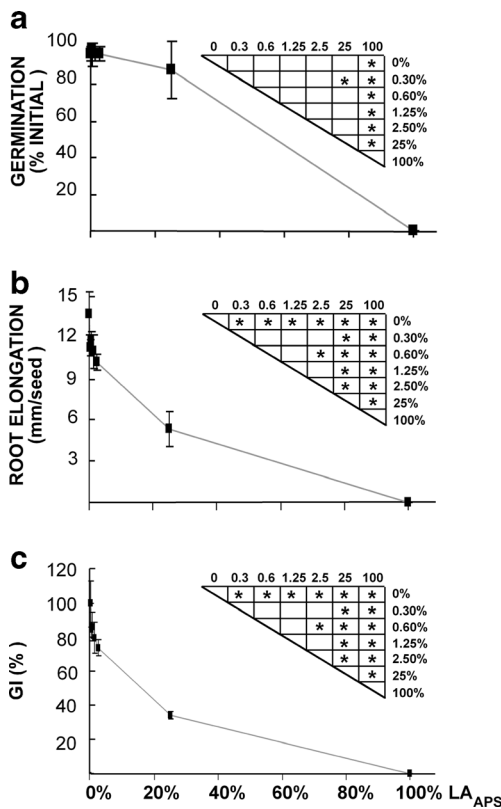 a
GERMINATION
(% INITIAL)
100
80
60
40
20
0 0.3 0.6 1.25 2.5 25 100
* 0%
* * 0.30%
* 0.60%
* 1.25%
* 2.50%
* 25%
100%
b
ROOT ELONGATION
(mm/seed)
15
12
9
6
3
0 0.3 0.6 1.25 2.5 25 100
* * * * * * 0%
* * 0.30%
* * * 0.60%
* * 1.25%
* * 2.50%
* 25%
100%
c
GI (%)
120
100
80
60
40
20
0 0.3 0.6 1.25 2.5 25 100
* * * * * * 0%
* * 0.30%
* * * 0.60%
* * 1.25%
* * 2.50%
* 25%
100%
0% 20% 40% 60% 80% 100% LA APS